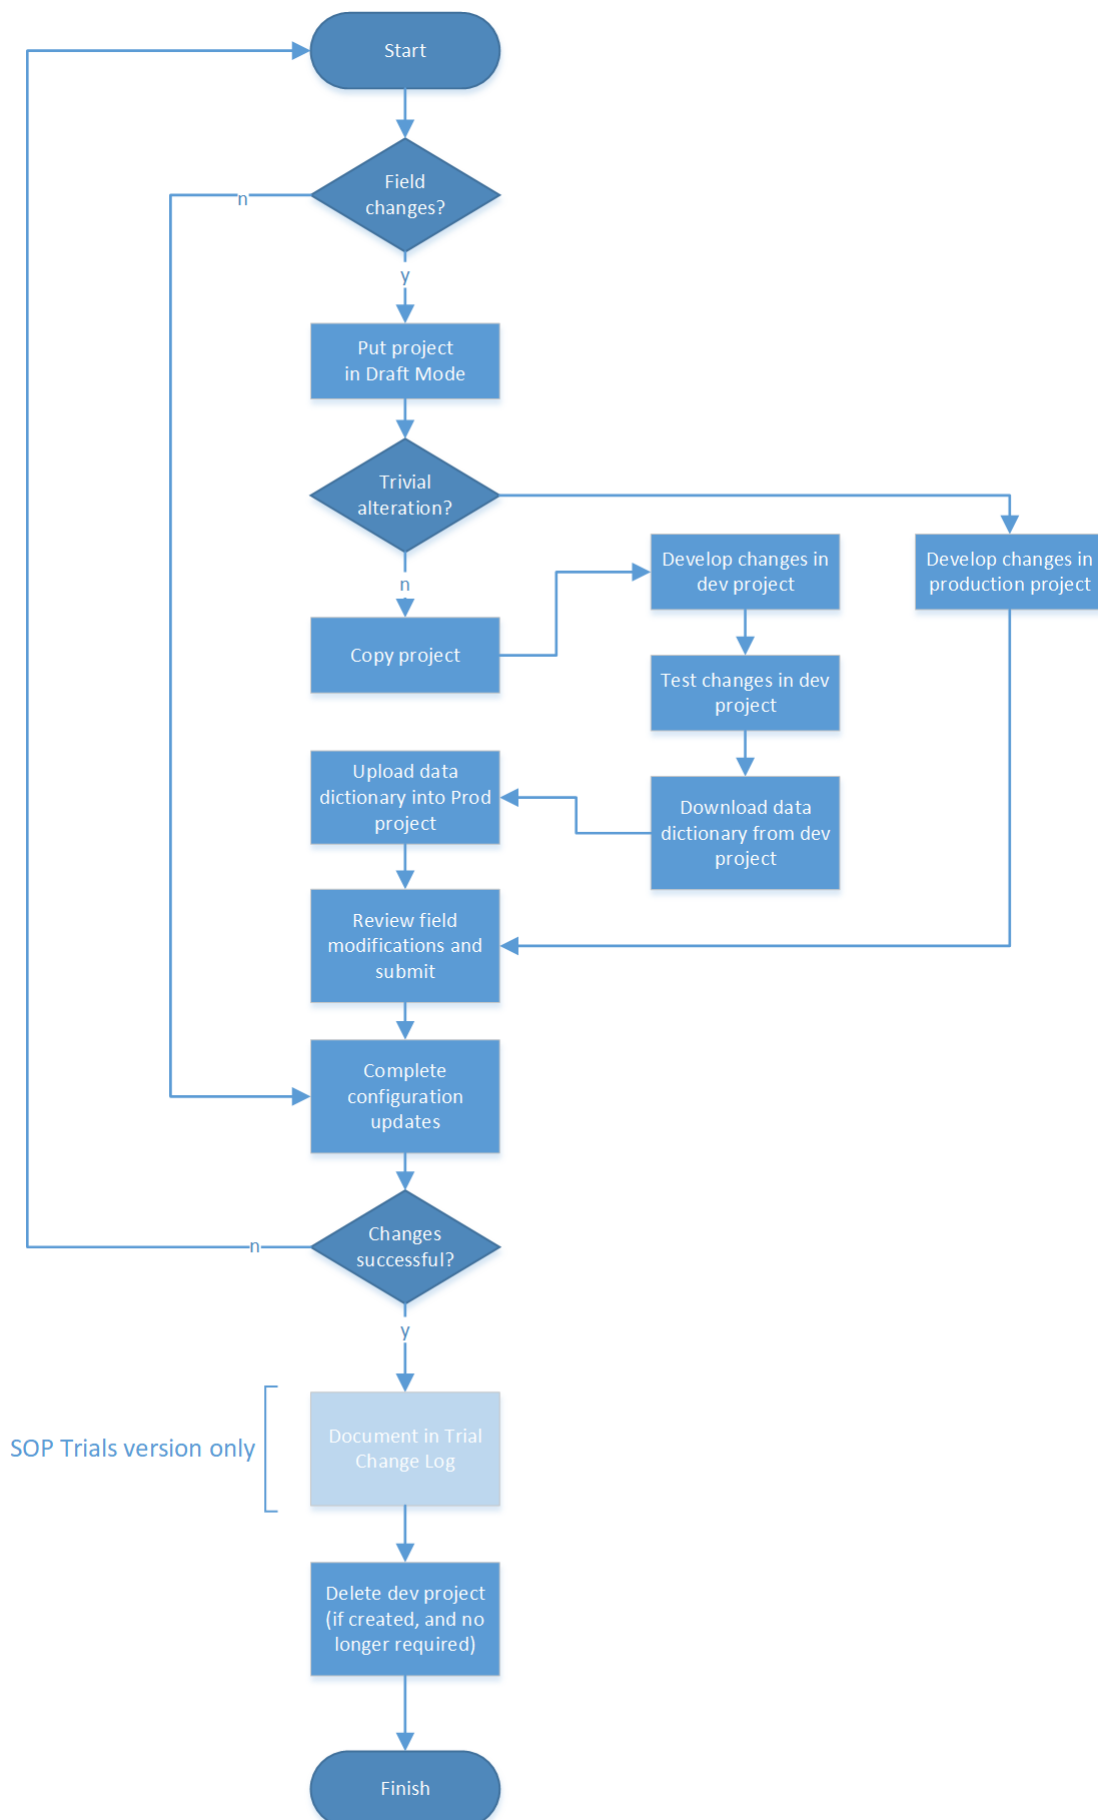 Start
Field
changes?
n
y
Put project
in Draft Mode
Trivial
alteration?
n
Develop changes in
dev project
Develop changes in
production project
Copy project
Test changes in dev
project
Upload data
dictionary into Prod
project
Download data
dictionary from dev
project
Review field
modifications and
submit
Complete
configuration
updates
Changes
successful?
n
y
SOP Trials version only
Document in Trial
Change Log
Delete dev project
(if created, and no
longer required)
Finish